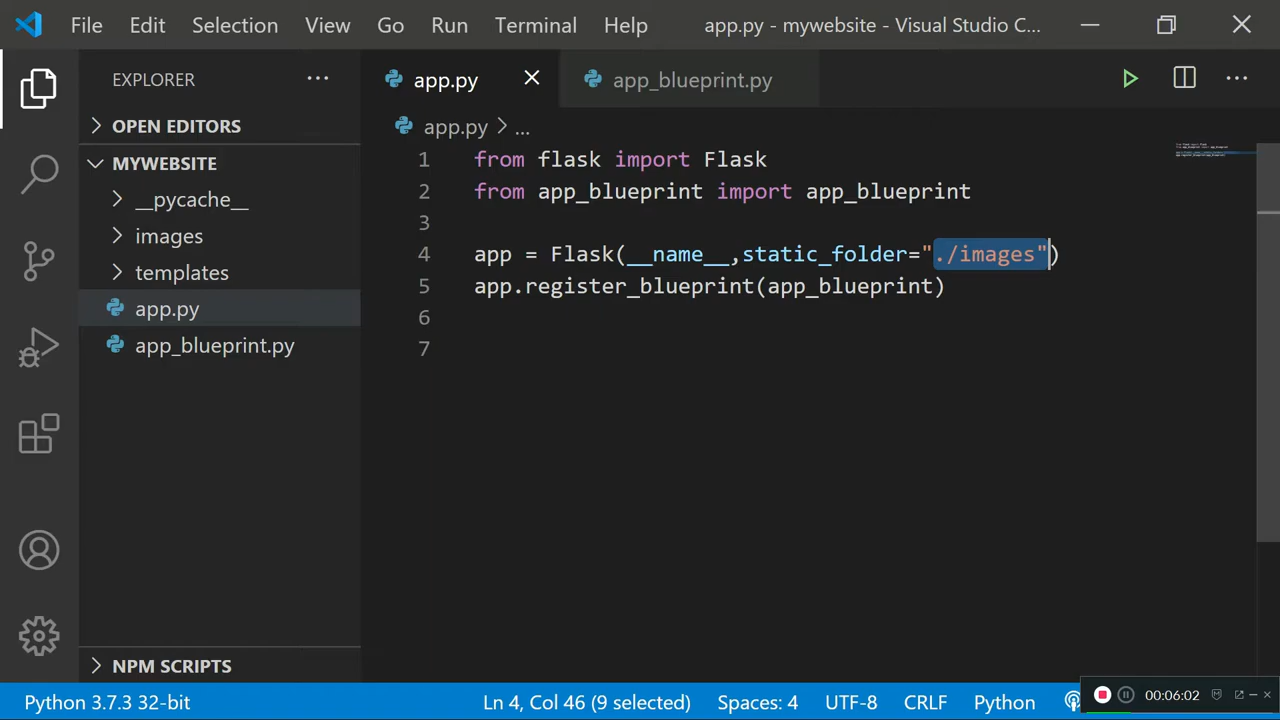 File Edit Selection View Go Run Terminal Help app.py - mywebsite - Visual Studio C...
EXPLORER ...
app.py app_blueprint.py
OPEN EDITORS
app.py > ...
MYWEBSITE
__pycache__
images
templates
app.py
app_blueprint.py
1 from flask import Flask
2 from app_blueprint import app_blueprint
3
4 app = Flask(__name__,static_folder="./images")
5 app.register_blueprint(app_blueprint)
6
7
NPM SCRIPTS
Python 3.7.3 32-bit Ln 4, Col 46 (9 selected) Spaces: 4 UTF-8 CRLF Python
00:06:02